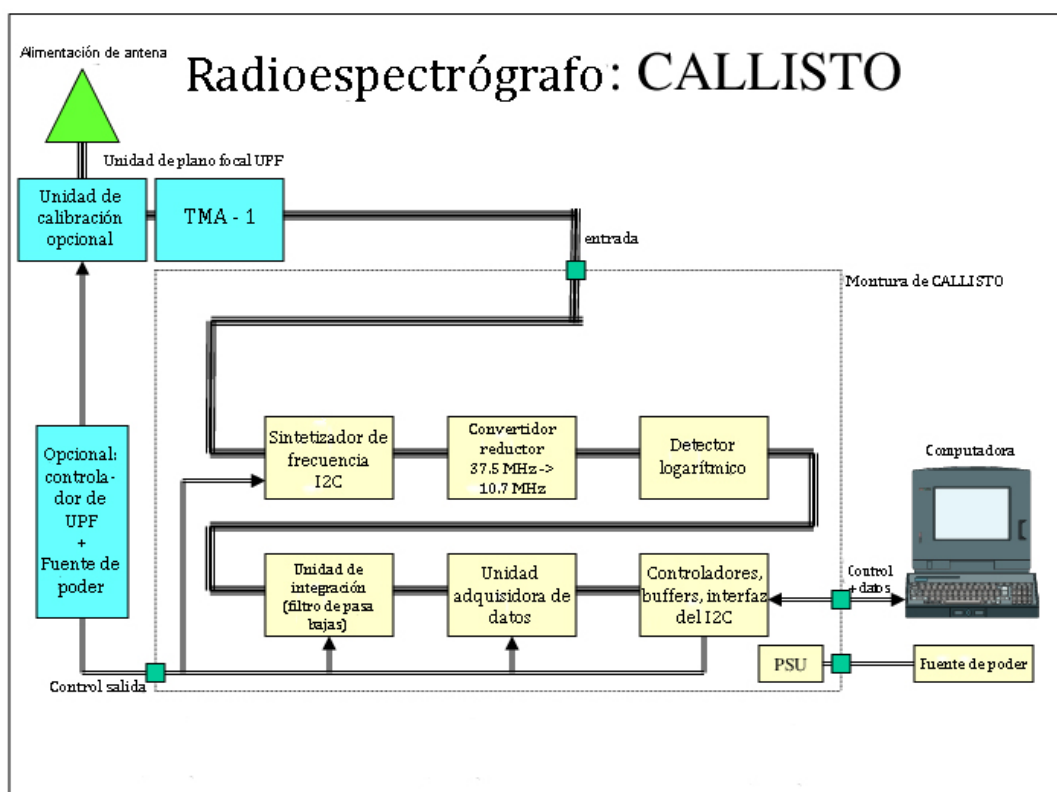 Alimentación de antena
Radioespectrógrafo: CALLISTO
Unidad de plano focal UPF
Unidad de
calibración
opcional
TMA - 1
entrada
Montura de CALLISTO
Opcional:
controla-
dor de
UPF
+
Fuente de
poder
Sintetizador de
frecuencia
I2C
Convertidor
reductor
37.5 MHz->
10.7 MHz
Detector
logarítmico
Computadora
Unidad de
integración
(filtro de pasa
bajas)
Unidad
adquisidora de
datos
Controladores,
buffers, interfaz
del I2C
Control
+ datos
PSU
Fuente de poder
Control salida